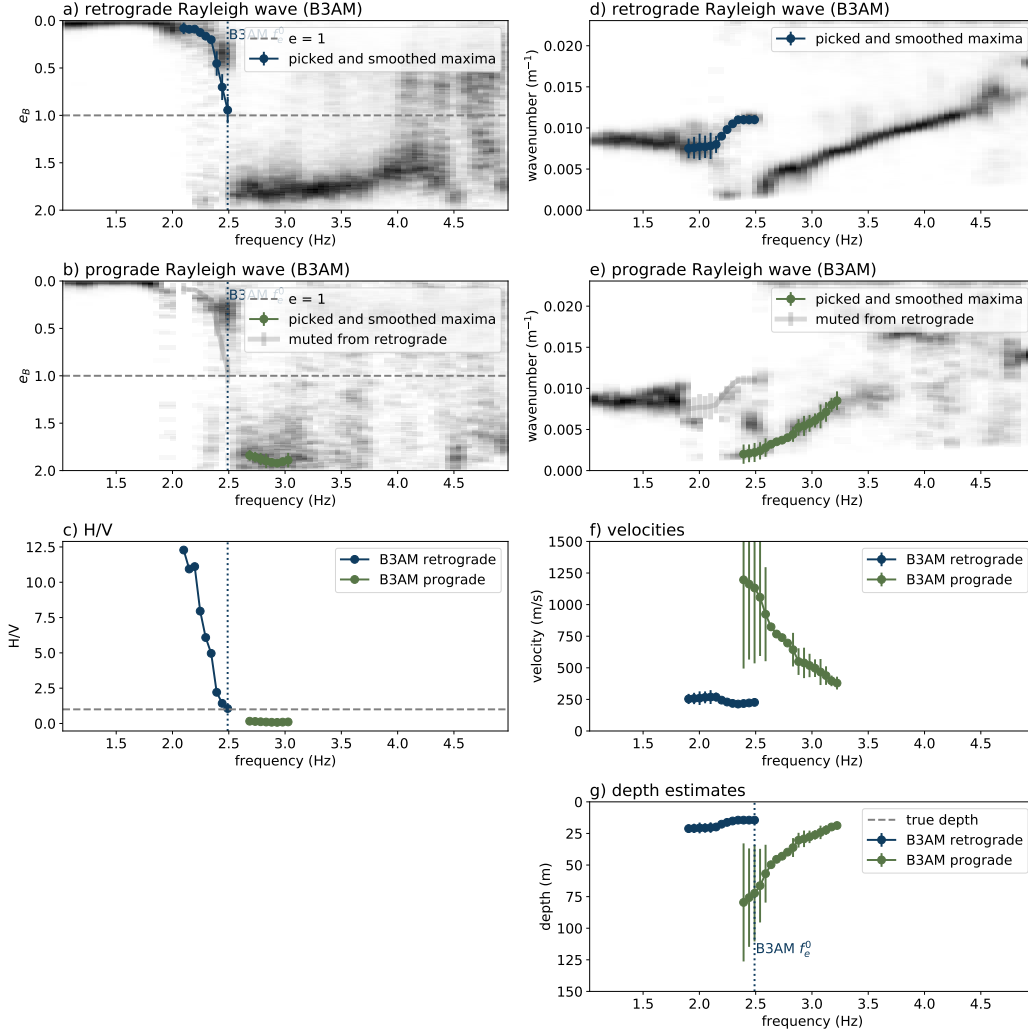 a) retrograde Rayleigh wave (B3AM)
0.0
0.5
1.0
1.5
2.0
e_B
B3AM f_e^0
e = 1
picked and smoothed maxima
1.5 2.0 2.5 3.0 3.5 4.0 4.5
frequency (Hz)
d) retrograde Rayleigh wave (B3AM)
0.020
0.015
0.010
0.005
0.000
wavenumber (m⁻¹)
picked and smoothed maxima
1.5 2.0 2.5 3.0 3.5 4.0 4.5
frequency (Hz)
b) prograde Rayleigh wave (B3AM)
0.0
0.5
1.0
1.5
2.0
e_B
B3AM f_e^0
e = 1
picked and smoothed maxima
muted from retrograde
1.5 2.0 2.5 3.0 3.5 4.0 4.5
frequency (Hz)
e) prograde Rayleigh wave (B3AM)
0.020
0.015
0.010
0.005
0.000
wavenumber (m⁻¹)
picked and smoothed maxima
muted from retrograde
1.5 2.0 2.5 3.0 3.5 4.0 4.5
frequency (Hz)
c) H/V
12.5
10.0
7.5
5.0
2.5
0.0
H/V
B3AM retrograde
B3AM prograde
1.5 2.0 2.5 3.0 3.5 4.0 4.5
frequency (Hz)
f) velocities
1500
1250
1000
750
500
250
0
velocity (m/s)
B3AM retrograde
B3AM prograde
1.5 2.0 2.5 3.0 3.5 4.0 4.5
frequency (Hz)
g) depth estimates
0
25
50
75
100
125
150
depth (m)
true depth
B3AM retrograde
B3AM prograde
B3AM f_e^0
1.5 2.0 2.5 3.0 3.5 4.0 4.5
frequency (Hz)